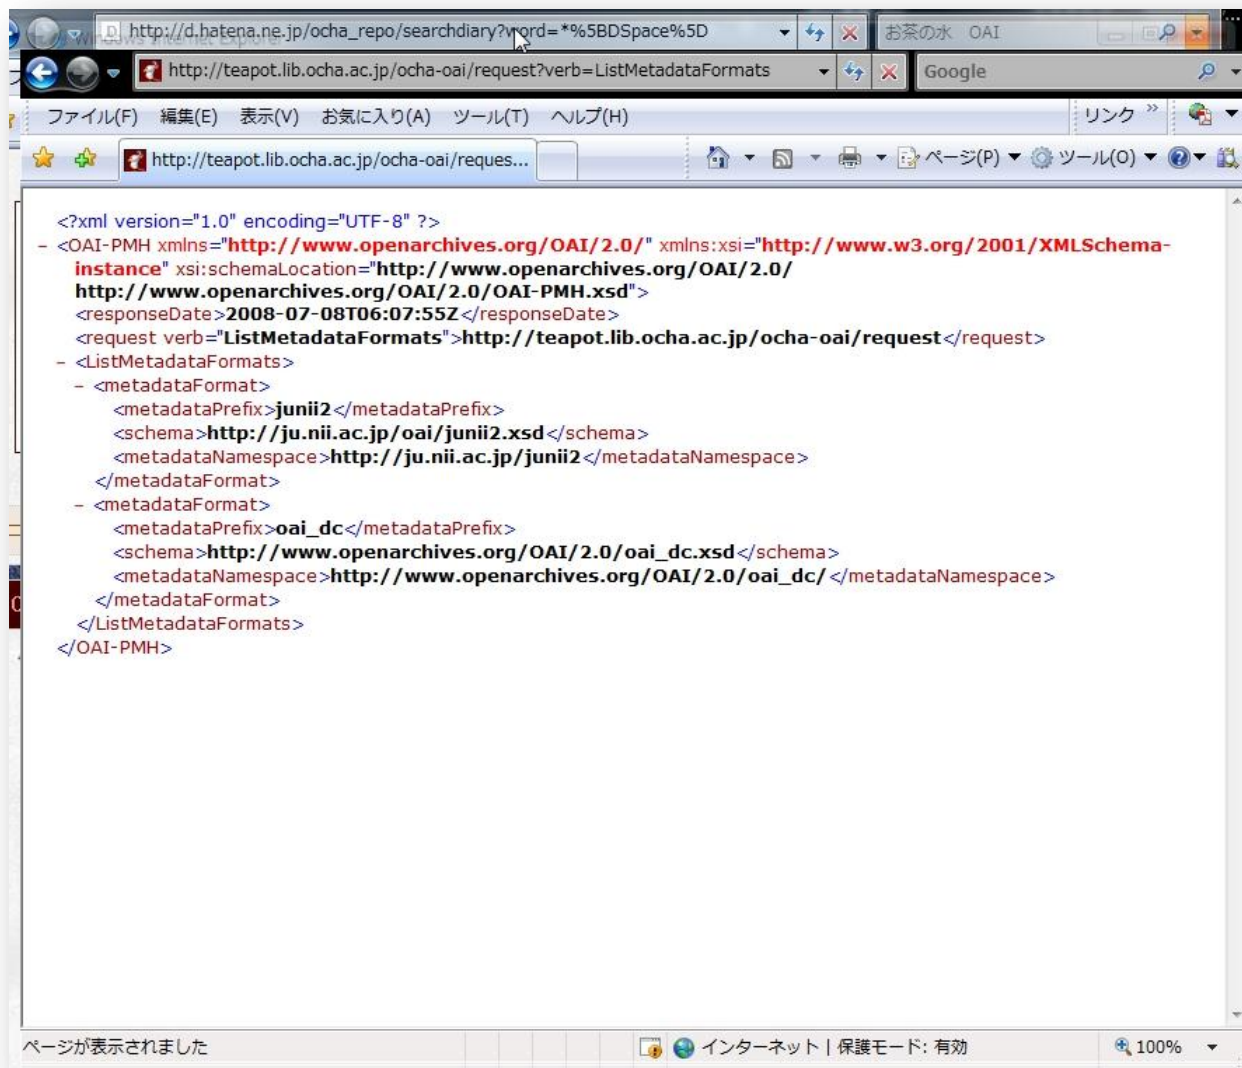 http://d.hatena.ne.jp/ocha_repo/searchdiary?word=*%5BDSpace%5D
お茶の水 OAI
http://teapot.lib.ocha.ac.jp/ocha-oai/request?verb=ListMetadataFormats
Google
ファイル(F) 編集(E) 表示(V) お気に入り(A) ツール(T) ヘルプ(H)
リンク »
http://teapot.lib.ocha.ac.jp/ocha-oai/reques...
ページ(P) ツール(O)
<?xml version="1.0" encoding="UTF-8" ?>
- <OAI-PMH xmlns="http://www.openarchives.org/OAI/2.0/" xmlns:xsi="http://www.w3.org/2001/XMLSchema-
instance" xsi:schemaLocation="http://www.openarchives.org/OAI/2.0/
http://www.openarchives.org/OAI/2.0/OAI-PMH.xsd">
<responseDate>2008-07-08T06:07:55Z</responseDate>
<request verb="ListMetadataFormats">http://teapot.lib.ocha.ac.jp/ocha-oai/request</request>
- <ListMetadataFormats>
- <metadataFormat>
<metadataPrefix>junii2</metadataPrefix>
<schema>http://ju.nii.ac.jp/oai/junii2.xsd</schema>
<metadataNamespace>http://ju.nii.ac.jp/junii2</metadataNamespace>
</metadataFormat>
- <metadataFormat>
<metadataPrefix>oai_dc</metadataPrefix>
<schema>http://www.openarchives.org/OAI/2.0/oai_dc.xsd</schema>
<metadataNamespace>http://www.openarchives.org/OAI/2.0/oai_dc/</metadataNamespace>
</metadataFormat>
</ListMetadataFormats>
</OAI-PMH>
ページが表示されました
インターネット | 保護モード: 有効
100%